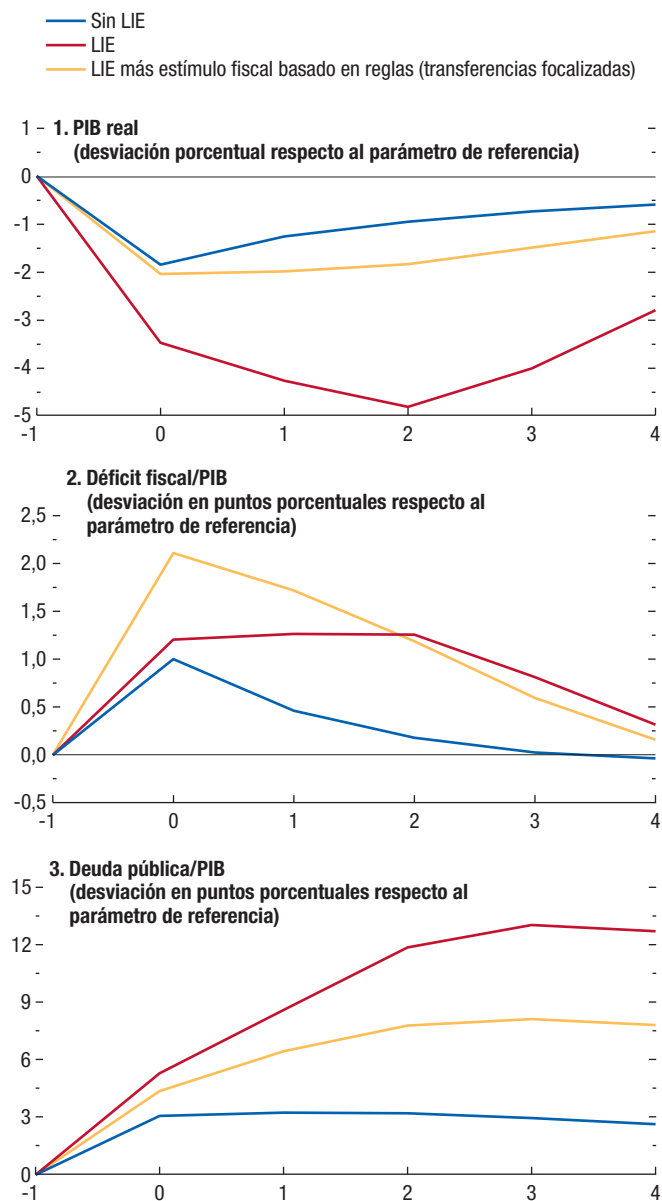 Sin LIE
LIE
LIE más estímulo fiscal basado en reglas (transferencias focalizadas)
1. PIB real
(desviación porcentual respecto al parámetro de referencia)
1
0
-1
-2
-3
-4
-5
-1 0 1 2 3 4
2. Déficit fiscal/PIB
(desviación en puntos porcentuales respecto al
parámetro de referencia)
2,5
2,0
1,5
1,0
0,5
0,0
-0,5
-1 0 1 2 3 4
3. Deuda pública/PIB
(desviación en puntos porcentuales respecto al
parámetro de referencia)
15
12
9
6
3
0
-1 0 1 2 3 4